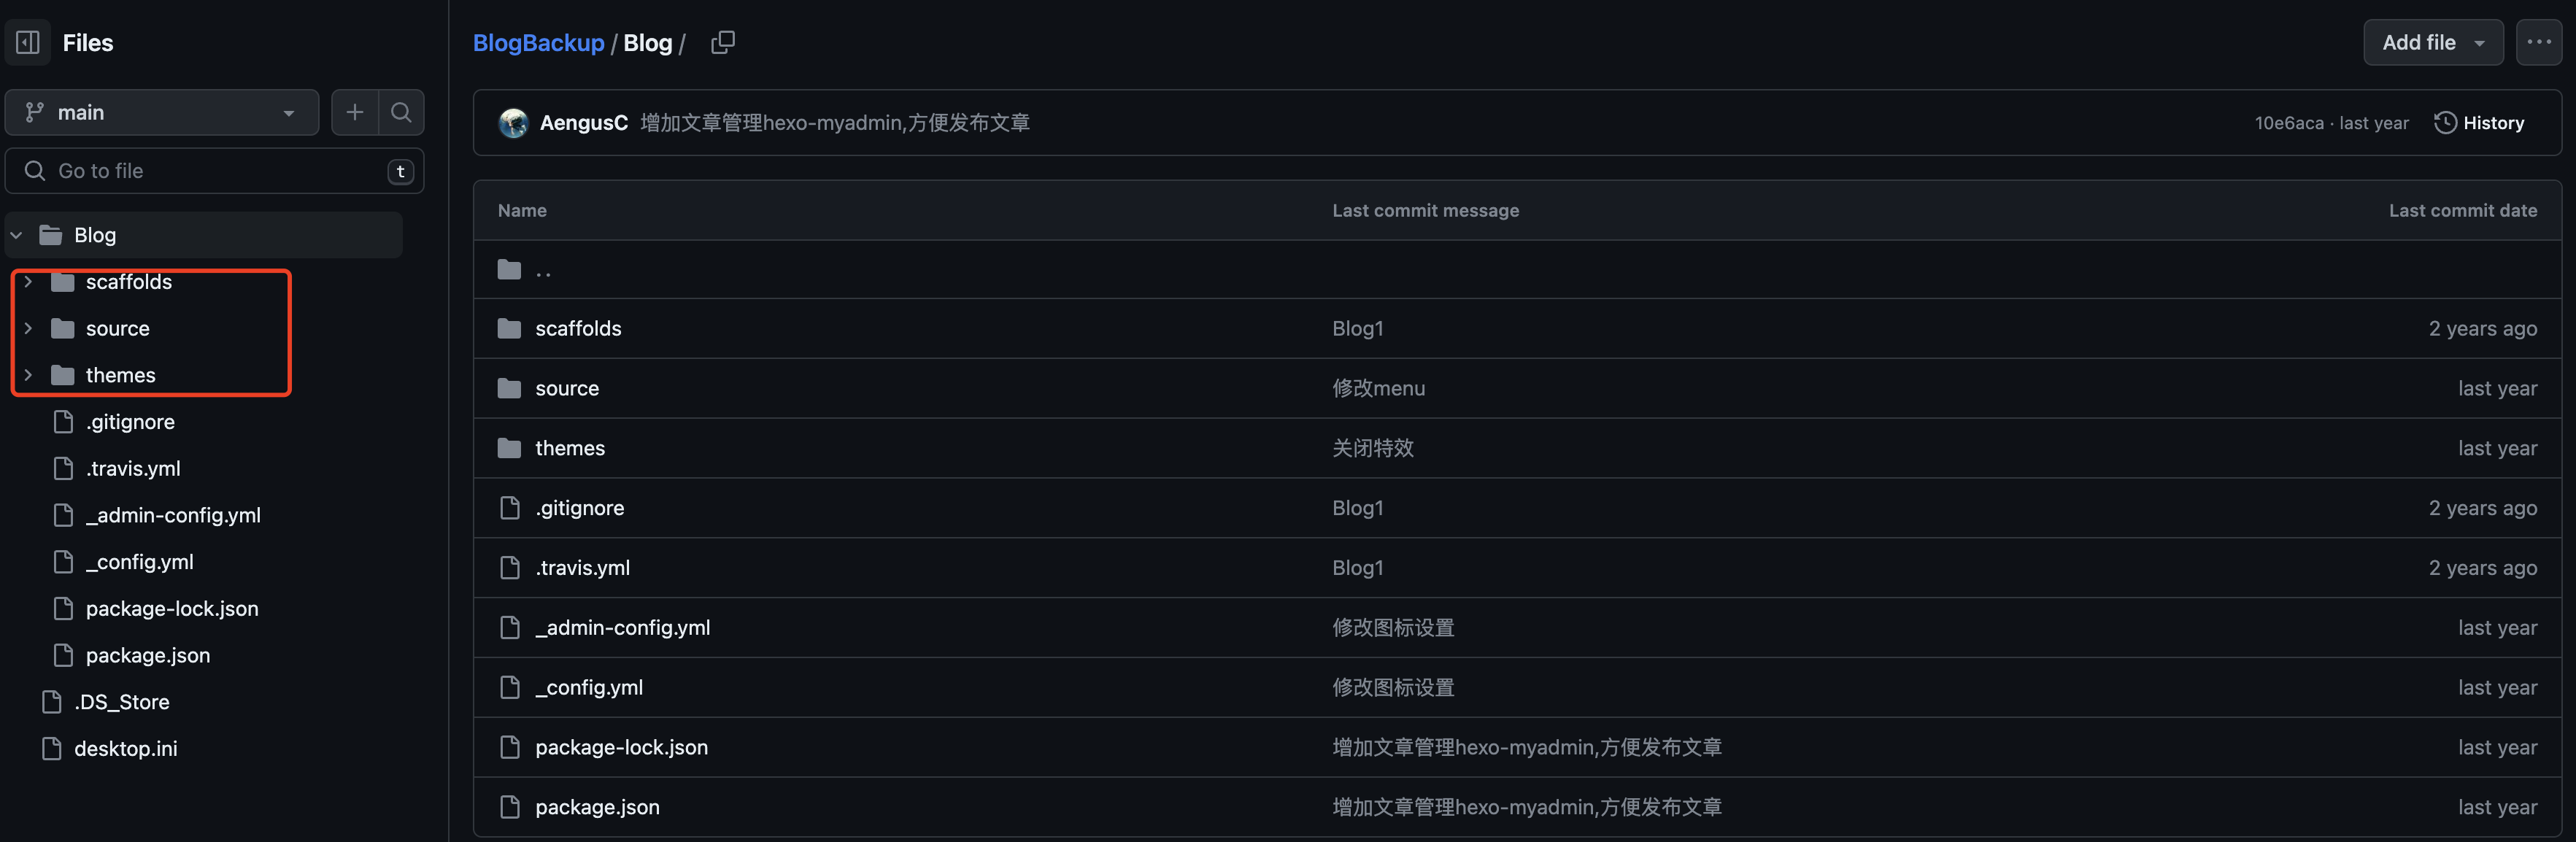 Files
main
Go to file
t
Blog
scaffolds
source
themes
.gitignore
.travis.yml
_admin-config.yml
_config.yml
package-lock.json
package.json
.DS_Store
desktop.ini
BlogBackup / Blog /
Add file
AengusC 增加文章管理hexo-myadmin,方便发布文章
10e6aca · last year History
Name Last commit message Last commit date
..
scaffolds Blog1 2 years ago
source 修改menu last year
themes 关闭特效 last year
.gitignore Blog1 2 years ago
.travis.yml Blog1 2 years ago
_admin-config.yml 修改图标设置 last year
_config.yml 修改图标设置 last year
package-lock.json 增加文章管理hexo-myadmin,方便发布文章 last year
package.json 增加文章管理hexo-myadmin,方便发布文章 last year